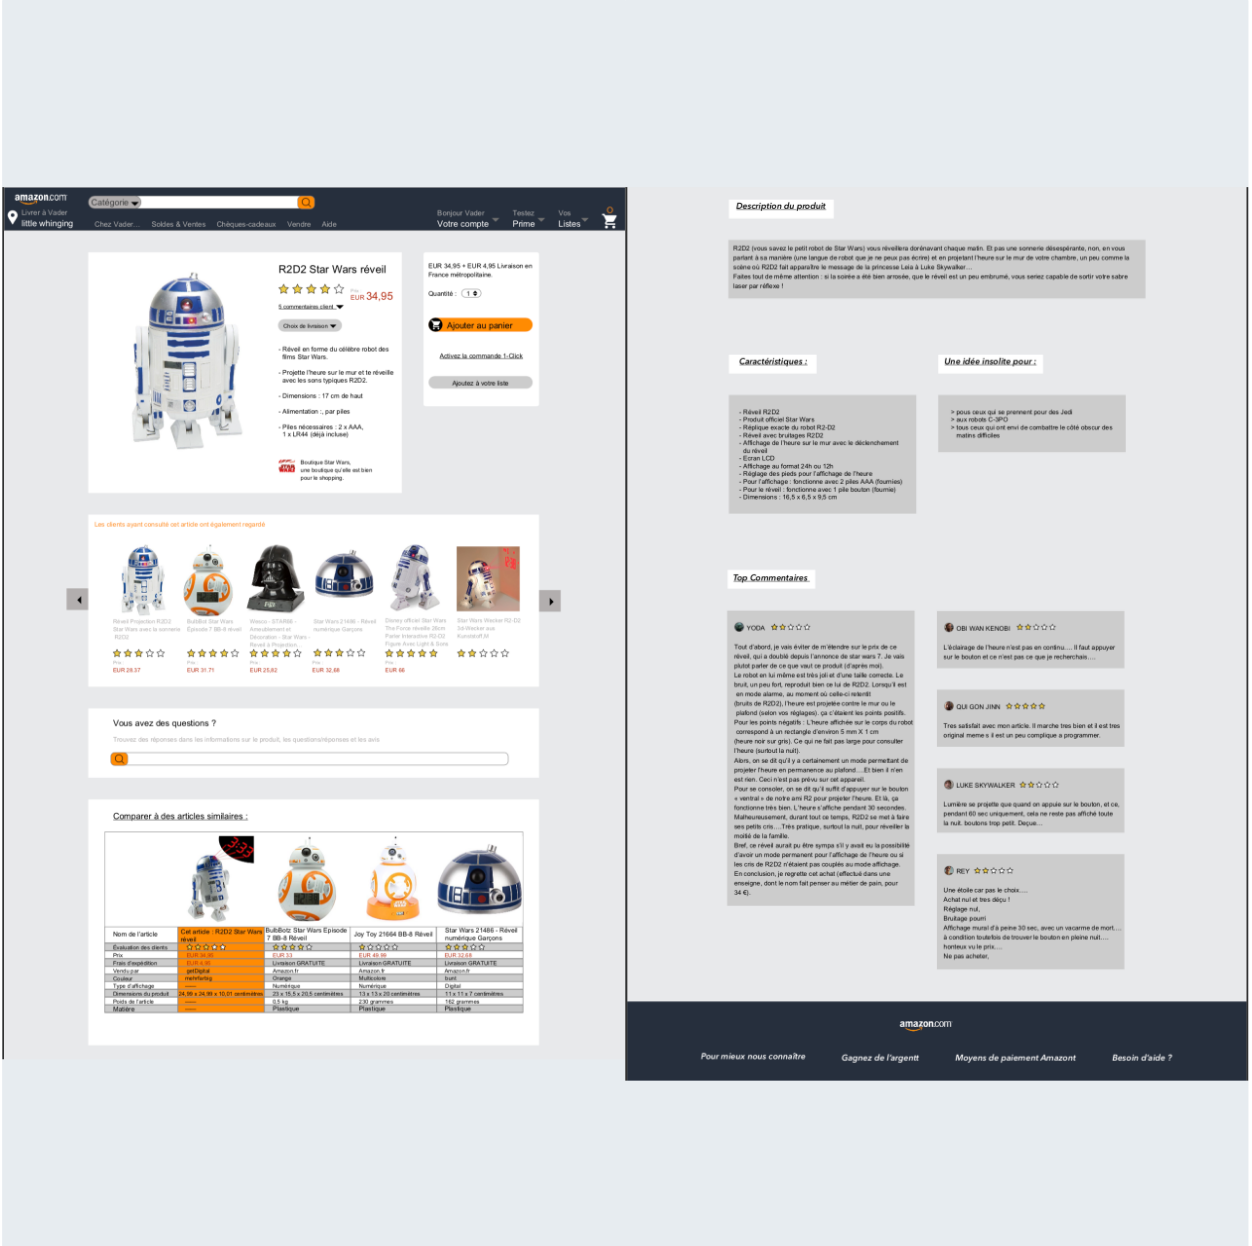 amazon.com
Catégorie
Livrer à Vader
little whinging
Chez Vader... Soldes & Ventes Chèques-cadeaux Vendre Aide
Bonjour Vader
Votre compte
Testez
Prime
Vos
Listes
0
R2D2 Star Wars réveil
Prix :
EUR 34,95
5 commentaires client
Choix de livraison
- Réveil en forme du célèbre robot des
films Star Wars.
- Projette l'heure sur le mur et te réveille
avec les sons typiques R2D2.
- Dimensions : 17 cm de haut
- Alimentation :, par piles
- Piles nécessaires : 2 x AAA,
1 x LR44 (déjà incluse)
STAR WARS
Boutique Star Wars,
une boutique qu'elle est bien
pour le shopping.
EUR 34,95 + EUR 4,95 Livraison en
France métropolitaine.
Quantité : 1
Ajouter au panier
Activez la commande 1-Click
Ajoutez à votre liste
Les clients ayant consulté cet article ont également regardé
Réveil Projection R2D2
Star Wars avec la sonnerie
R2D2
Prix :
EUR 29,37
Bulbbot Star Wars
Épisode 7 BB-8 réveil
Prix :
EUR 31,71
Wesco - STAR86 -
Ameublement et
Décoration - Star Wars -
Réveil à Projection...
Prix :
EUR 25,62
Star Wars 21486 - Réveil
numérique Garçons
Prix :
EUR 32,68
Disney officiel Star Wars
The Force réveille 26cm
Parler Interactive R2-D2
Figure Avec Light & Sons
Prix :
EUR 66
Star Wars Wecker R2-D2
3d-Wecker aus
Kunststoff,bl
Vous avez des questions ?
Trouvez des réponses dans les informations sur le produit, les questions/réponses et les avis
Comparer à des articles similaires :
Nom de l'article
Cet article : R2D2 Star Wars
réveil
BulbBotz Star Wars Episode
7 BB-8 Réveil
Joy Toy 21664 BB-8 Réveil
Star Wars 21486 - Réveil
numérique Garçons
Évaluation des clients
Prix EUR 34,95 EUR 33 EUR 49,99 EUR 32,68
Frais d'expédition EUR 4,95 Livraison GRATUITE Livraison GRATUITE Livraison GRATUITE
Vendu par getDigital Amazon.fr Amazon.fr Amazon.fr
Couleur mehrfarbig Orange Multicolore bunt
Type d'affichage ------ Numérique Numérique Digital
Dimensions du produit 24,99 x 24,99 x 10,01 centimètres 23 x 15,5 x 20,5 centimètres 13 x 13 x 20 centimètres 11 x 11 x 7 centimètres
Poids de l'article ------ 0,5 kg 230 grammes 162 grammes
Matière ------ Plastique Plastique Plastique
Description du produit
R2D2 (vous savez le petit robot de Star Wars) vous réveillera dorénavant chaque matin. Et pas une sonnerie désespérante, non, en vous
parlant à sa manière (une langue de robot que je ne peux pas écrire) et en projetant l'heure sur le mur de votre chambre, un peu comme la
scène où R2D2 fait apparaître le message de la princesse Leia à Luke Skywalker...
Faites tout de même attention : si la soirée a été bien arrosée, que le réveil est un peu embrumé, vous seriez capable de sortir votre sabre
laser par réflexe !
Caractéristiques :
- Réveil R2D2
- Produit officiel Star Wars
- Réplique exacte du robot R2-D2
- Réveil avec bruitages R2D2
- Affichage de l'heure sur le mur avec le déclenchement
du réveil
- Ecran LCD
- Affichage au format 24h ou 12h
- Réglage des pieds pour l'affichage de l'heure
- Pour l'affichage : fonctionne avec 2 piles AAA (fournies)
- Pour le réveil : fonctionne avec 1 pile bouton (fournie)
- Dimensions : 16,5 x 6,5 x 9,5 cm
Une idée insolite pour :
> pous ceux qui se prennent pour des Jedi
> aux robots C-3PO
> tous ceux qui ont envi de combattre le côté obscur des
matins difficiles
Top Commentaires
YODA
Tout d'abord, je vais éviter de m'étendre sur le prix de ce
réveil, qui a doublé depuis l'annonce de star wars 7. Je vais
plutot parler de ce que vaut ce produit (d'après moi).
Le robot en lui même est très joli et d'une taille correcte. Le
bruit, un peu fort, reproduit bien ce lui de R2D2. Lorsqu'il est
en mode alarme, au moment où celle-ci retentit
(bruits de R2D2), l'heure est projetée contre le mur ou le
plafond (selon vos réglages). ça c'étaient les points positifs.
Pour les points négatifs : L'heure affichée sur le corps du robot
correspond à un rectangle d'environ 5 mm X 1 cm
(heure noir sur gris). Ce qui ne fait pas large pour consulter
l'heure (surtout la nuit).
Alors, on se dit qu'il y a certainement un mode permettant de
projeter l'heure en permanence au plafond....Et bien il n'en
est rien. Ceci n'est pas prévu sur cet appareil.
Pour se consoler, on se dit qu'il suffit d'appuyer sur le bouton
« ventral » de notre ami R2 pour projeter l'heure. Et là, ça
fonctionne très bien. L'heure s'affiche pendant 30 secondes.
Malheureusement, durant tout ce temps, R2D2 se met à faire
ses petits cris....Très pratique, surtout la nuit, pour réveiller la
moitié de la famille.
Bref, ce réveil aurait pu être sympa s'il y avait eu la possibilité
d'avoir un mode permenent pour l'affichage de l'heure ou si
les cris de R2D2 n'étaient pas couplés au mode affichage.
En conclusion, je regrette cet achat (effectué dans une
enseigne, dont le nom fait penser au métier de pain, pour
34 €).
OBI WAN KENOBI
L'éclairage de l'heure n'est pas en continu.... Il faut appuyer
sur le bouton et ce n'est pas ce que je recherchais....
QUI GON JINN
Tres satisfait avec mon article. Il marche tres bien et il est tres
original meme s il est un peu complique a programmer.
LUKE SKYWALKER
Lumière se projete que quand on appuie sur le bouton, et ce,
pendant 60 sec uniquement, cela ne reste pas affiché toute
la nuit. boutons trop petit. Deçue...
REY
Une étoile car pas le choix....
Achat nul et tres déçu !
Réglage nul,
Bruitage pourri
Affichage mural d'à peine 30 sec, avec un vacarme de mort,...
à condition toutefois de trouver le bouton en pleine nuit....
honteux vu le prix....
Ne pas acheter,
amazon.com
Pour mieux nous connaître Gagnez de l'argentt Moyens de paiement Amazont Besoin d'aide ?